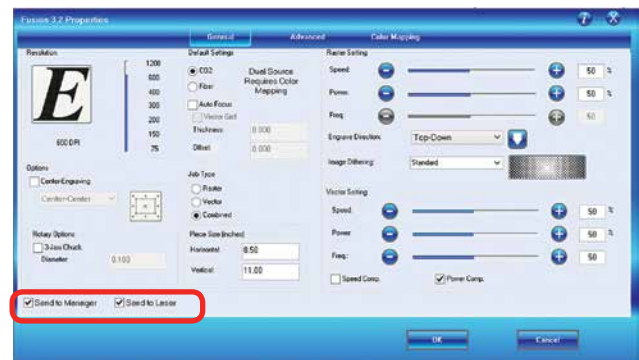 Fusion 3.2 Properties
General Advanced Color Mapping
Resolution
E
600 DPI
1200
600
400
300
200
150
75
Options
Center-Engraving
Center-Center
Rotary Options
3-Jaw Chuck
Diameter 0.100
Default Settings
CO2
Fiber
Dual Source
Requires Color
Mapping
Auto Focus
Vector Grid
Thickness 0.000
Offset 0.000
Job Type
Raster
Vector
Combined
Piece Size (inches)
Horizontal 8.50
Vertical 11.00
Raster Setting
Speed: 50 %
Power: 50 %
Freq.: 50
Engrave Direction: Top-Down
Image Dithering: Standard
Vector Setting
Speed: 50 %
Power 50 %
Freq.: 50
Speed Comp. Power Comp.
Send to Manager Send to Laser
OK Cancel